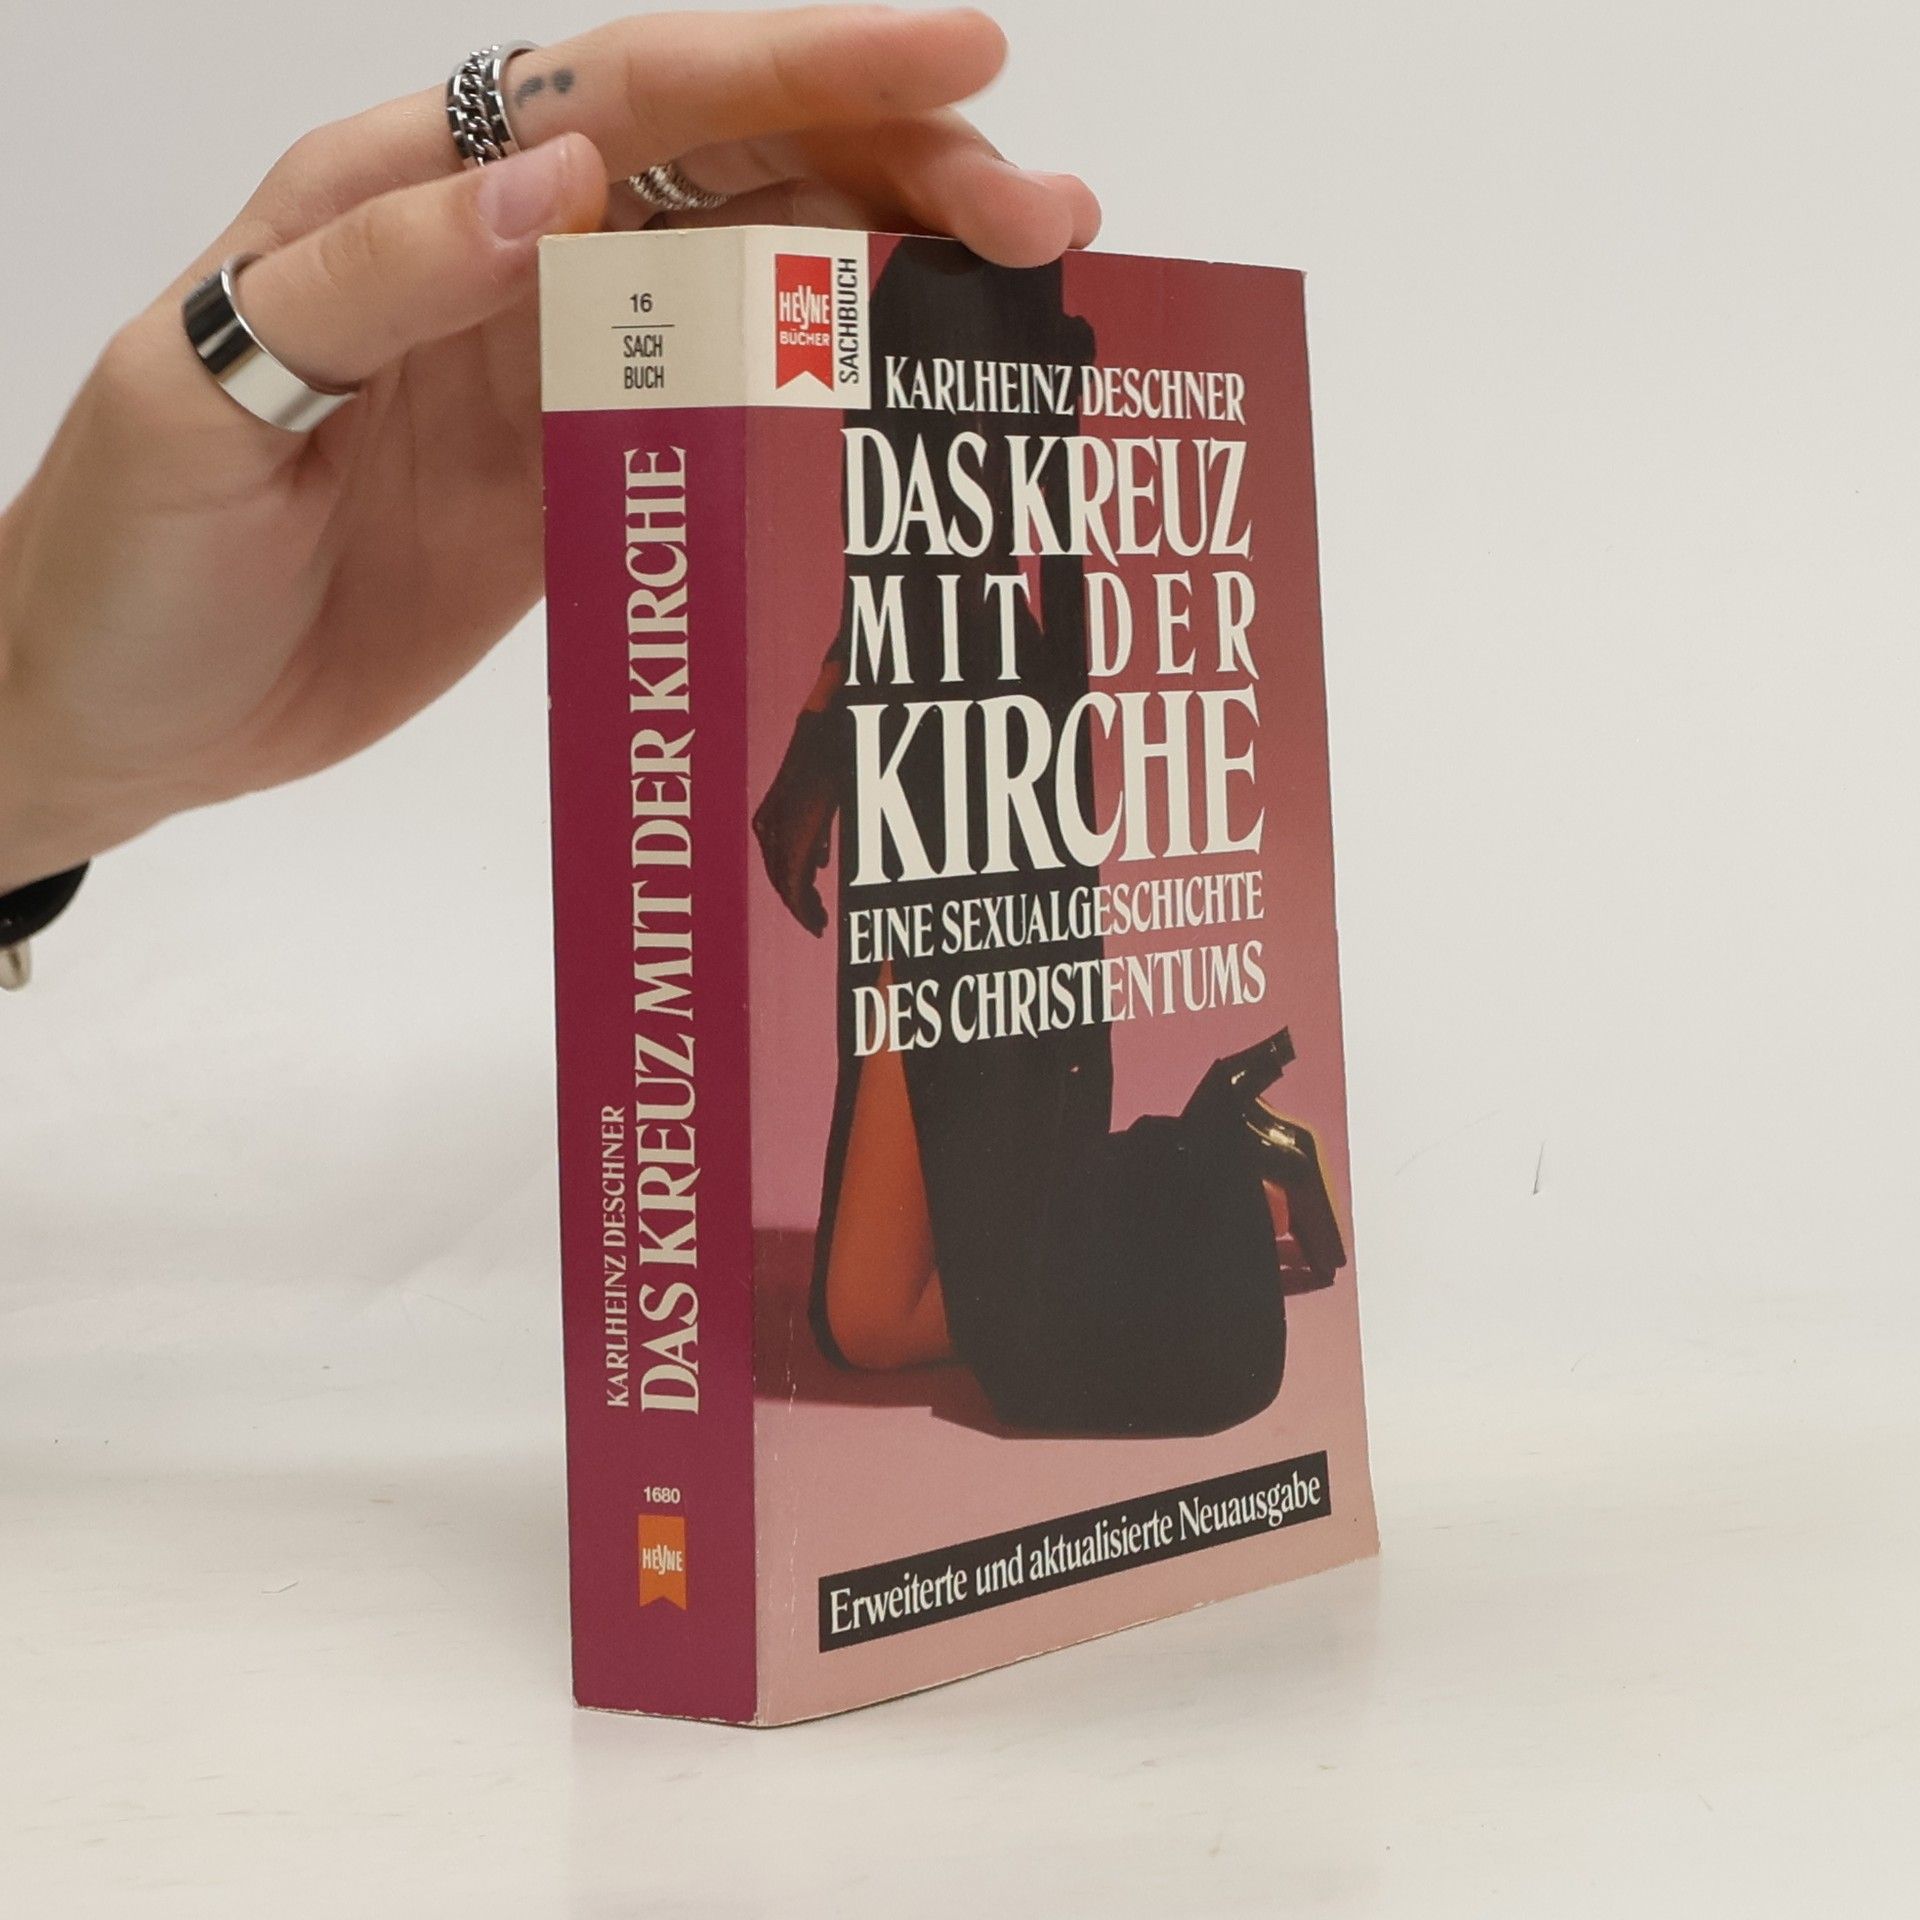 16
SACH
BUCH
KARLHEINZ DESCHNER
DAS KREUZ MIT DER KIRCHE
1680
HEYNE
HEYNE
BÜCHER
SACHBUCH
KARLHEINZ DESCHNER
DAS KREUZ
MIT DER
KIRCHE
EINE SEXUALGESCHICHTE
DES CHRISTENTUMS
Erweiterte und aktualisierte Neuausgabe